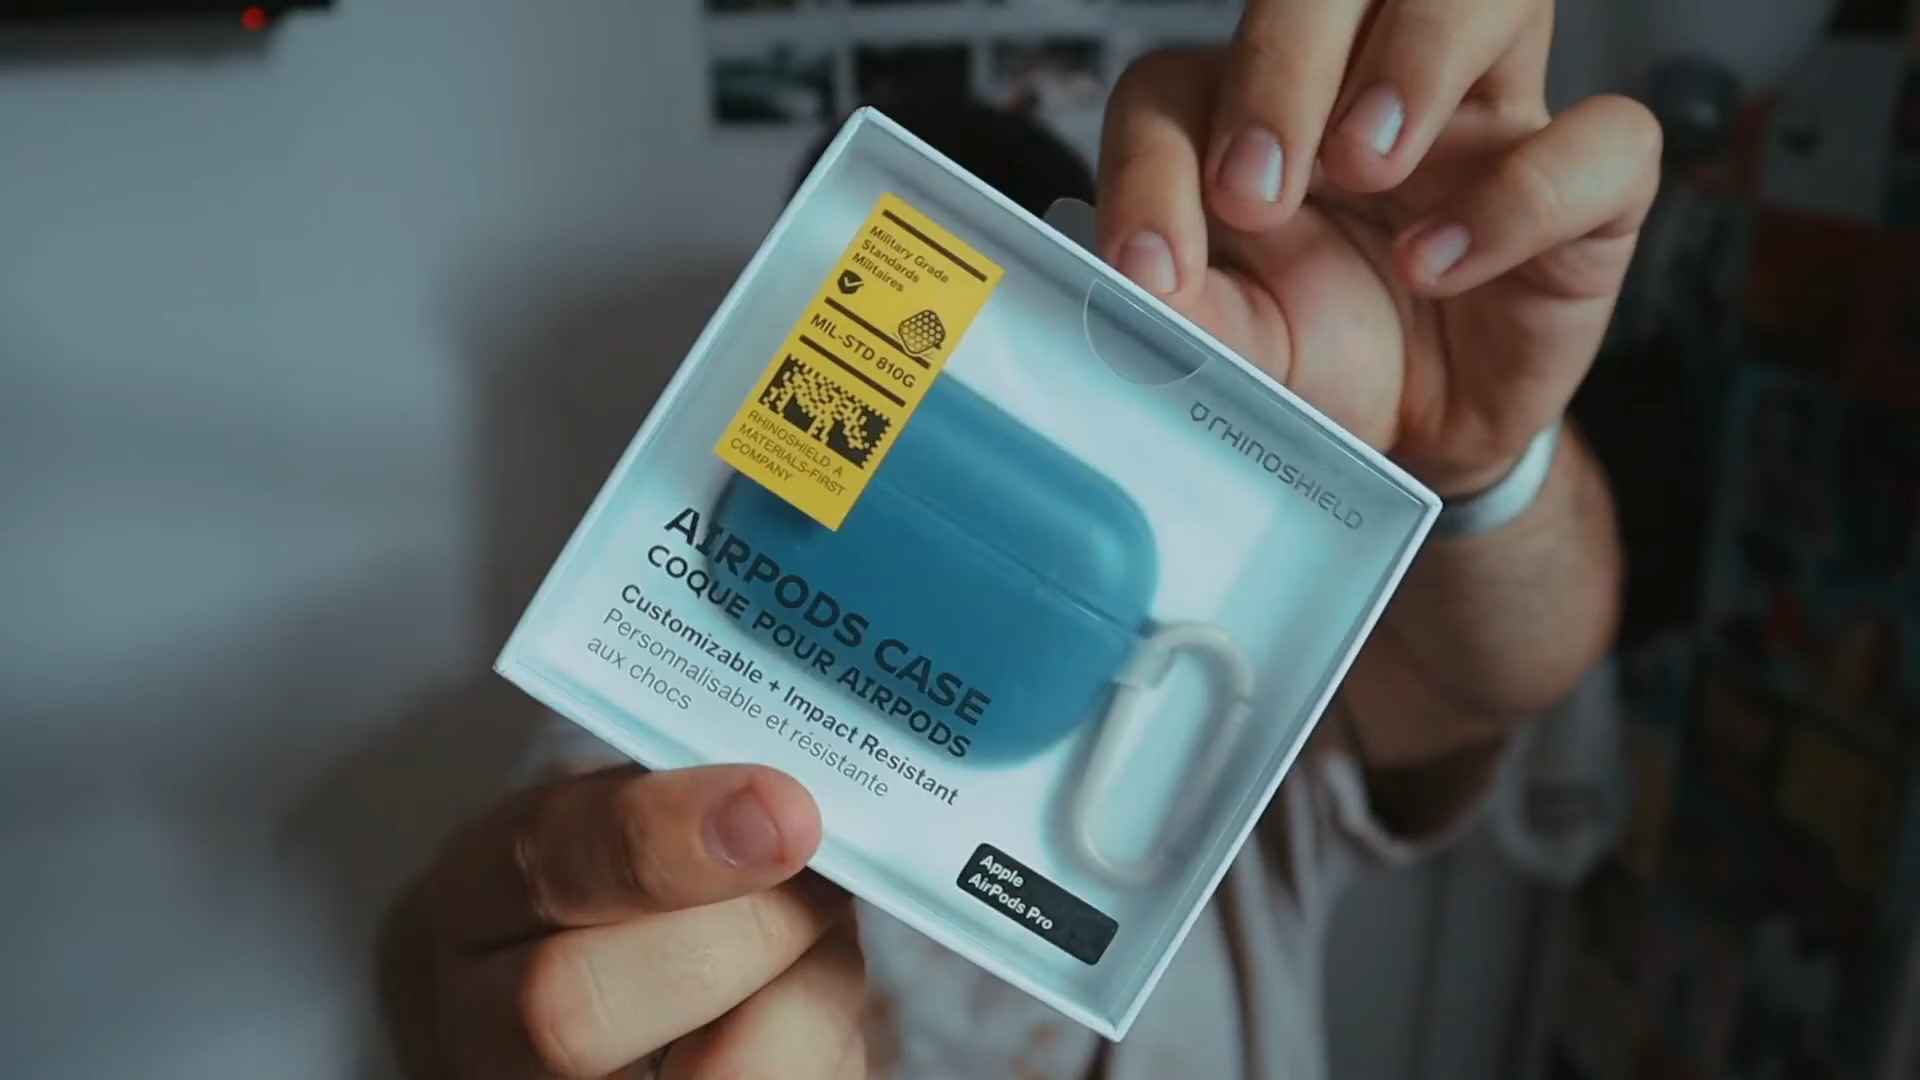 Military Grade
Standards
Militaires
MIL-STD 810G
RHINOSHIELD, A
MATERIALS-FIRST
COMPANY
RHINOSHIELD
AIRPODS CASE
COQUE POUR AIRPODS
Customizable + Impact Resistant
Personnalisable et résistante
aux chocs
Apple
AirPods Pro